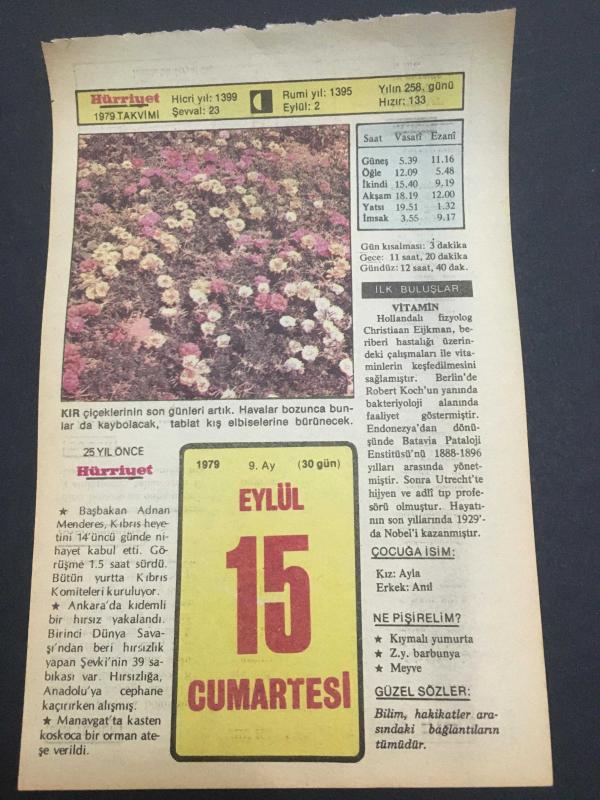 Hürriyet
1979 TAKVİMİ
Hicri yıl: 1399
Şevval: 23
Rumi yıl: 1395
Eylül: 2
Yılın 258. günü
Hızır: 133
KIR çiçeklerinin son günleri artık. Havalar bozunca bun-
lar da kaybolacak, tabiat kış elbiselerine bürünecek.
Saat Vasatî Ezanî
Güneş 5.39 11.16
Öğle 12.09 5.48
İkindi 15.40 9.19
Akşam 18.19 12.00
Yatsı 19.51 1.32
İmsak 3.55 9.17
Gün kısalması: 3 dakika
Gece: 11 saat, 20 dakika
Gündüz: 12 saat, 40 dak.
İLK BULUŞLAR
VİTAMİN
Hollandalı fizyolog
Christiaan Eijkman, be-
riberi hastalığı üzerin-
deki çalışmaları ile vita-
minlerin keşfedilmesini
sağlamıştır. Berlin'de
Robert Koch'un yanında
bakteriyoloji alanında
faaliyet göstermiştir.
Endonezya'dan dönü-
şünde Batavia Pataloji
Enstitüsü'nü 1888-1896
yılları arasında yönet-
miştir. Sonra Utrecht'te
hijyen ve adlî tıp profe-
sörü olmuştur. Hayatı-
nın son yıllarında 1929'-
da Nobel'i kazanmıştır.
ÇOCUĞA İSİM:
Kız: Ayla
Erkek: Anıl
NE PİŞİRELİM?
★ Kıymalı yumurta
★ Z.y. barbunya
★ Meyve
GÜZEL SÖZLER:
Bilim, hakikatler ara-
sındaki bağlantıların
tümüdür.
25 YIL ÖNCE
Hürriyet
★ Başbakan Adnan
Menderes, Kıbrıs heye-
tini 14'üncü günde ni-
hayet kabul etti. Gö-
rüşme 1.5 saat sürdü.
Bütün yurtta Kıbrıs
Komiteleri kuruluyor.
★ Ankara'da kıdemli
bir hırsız yakalandı.
Birinci Dünya Sava-
şı'ndan beri hırsızlık
yapan Şevki'nin 39 sa-
bıkası var. Hırsızlığa,
Anadolu'ya cephane
kaçırırken alışmış.
★ Manavgat'ta kasten
koskoca bir orman ate-
şe verildi.
1979 9. Ay (30 gün)
EYLÜL
15
CUMARTESİ